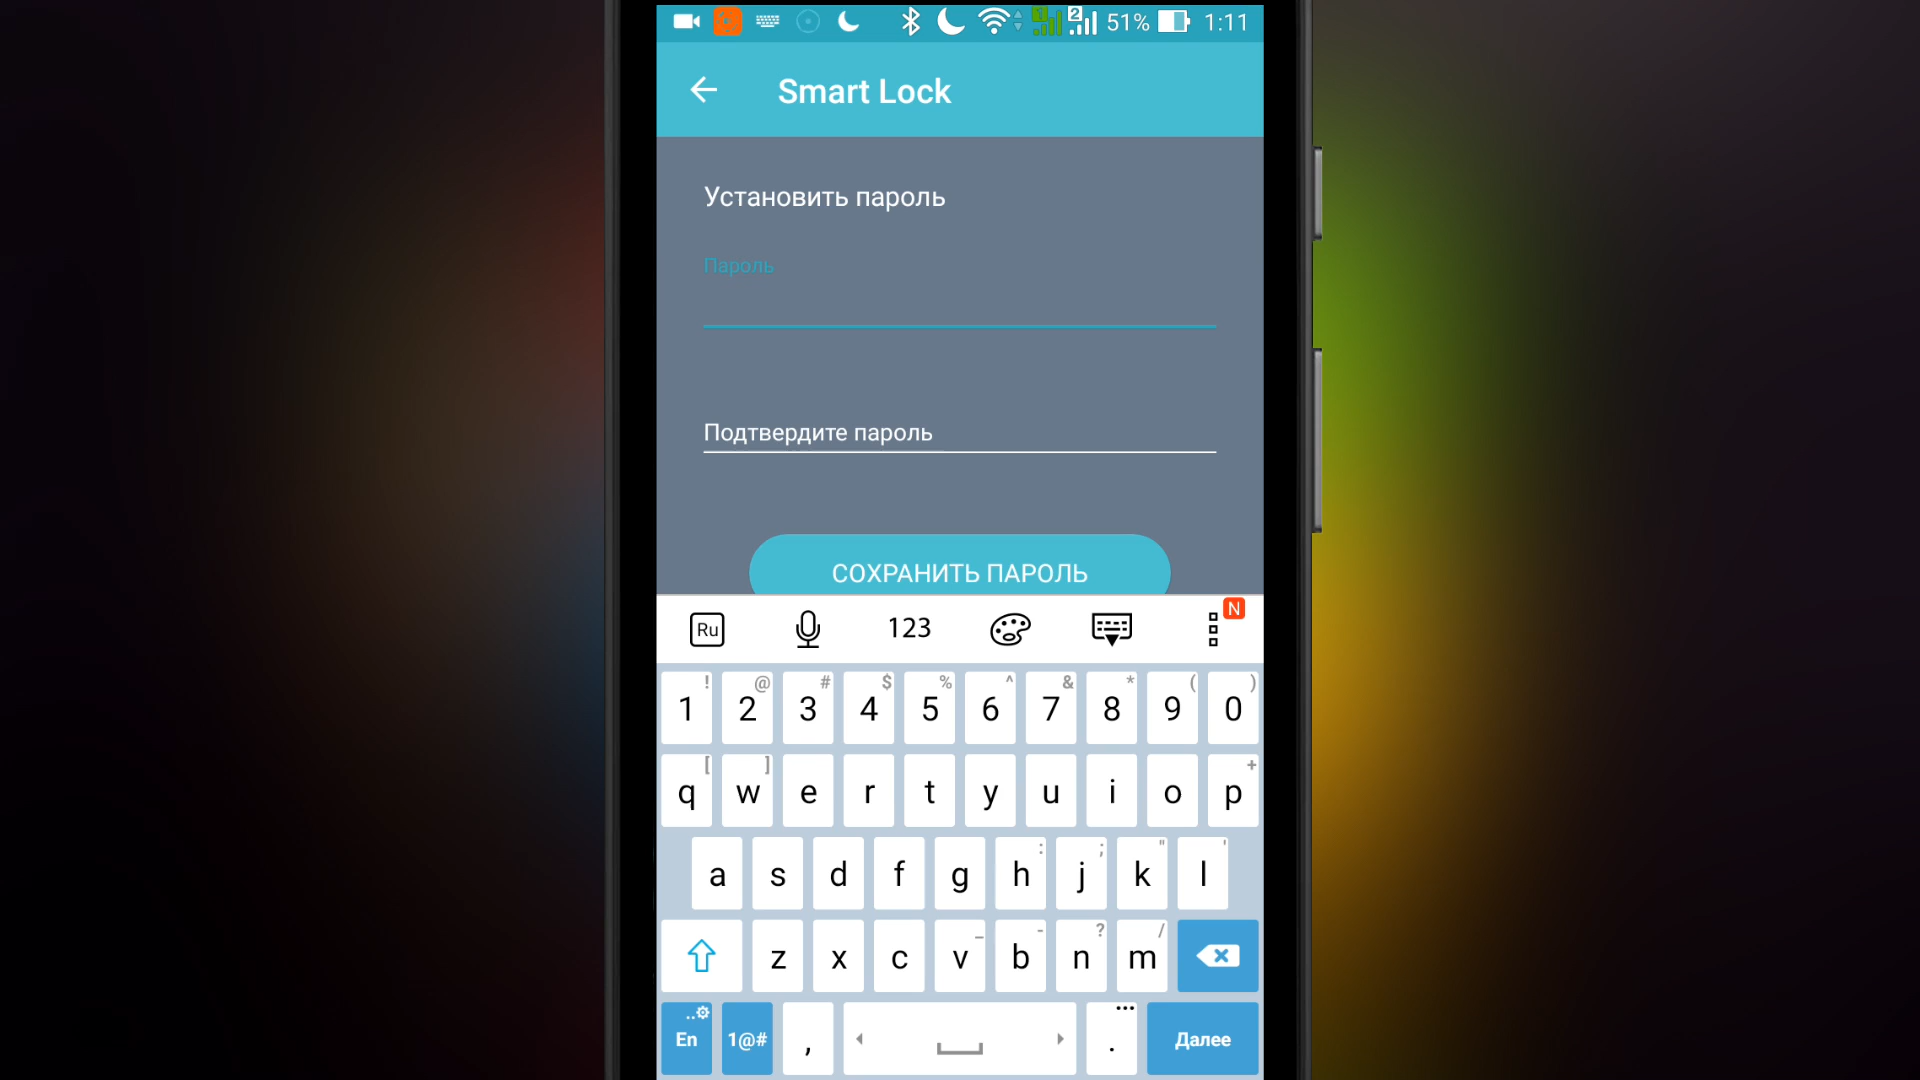 2 51% 1:11
Smart Lock
Установить пароль
Пароль
Подтвердите пароль
СОХРАНИТЬ ПАРОЛЬ
N
Ru 123
! @ # $ % ^ & * ( )
1 2 3 4 5 6 7 8 9 0
[ ] +
q w e r t y u i o p
: ; " '
a s d f g h j k l
_ - ? /
z x c v b n m
En 1@# , . Далее